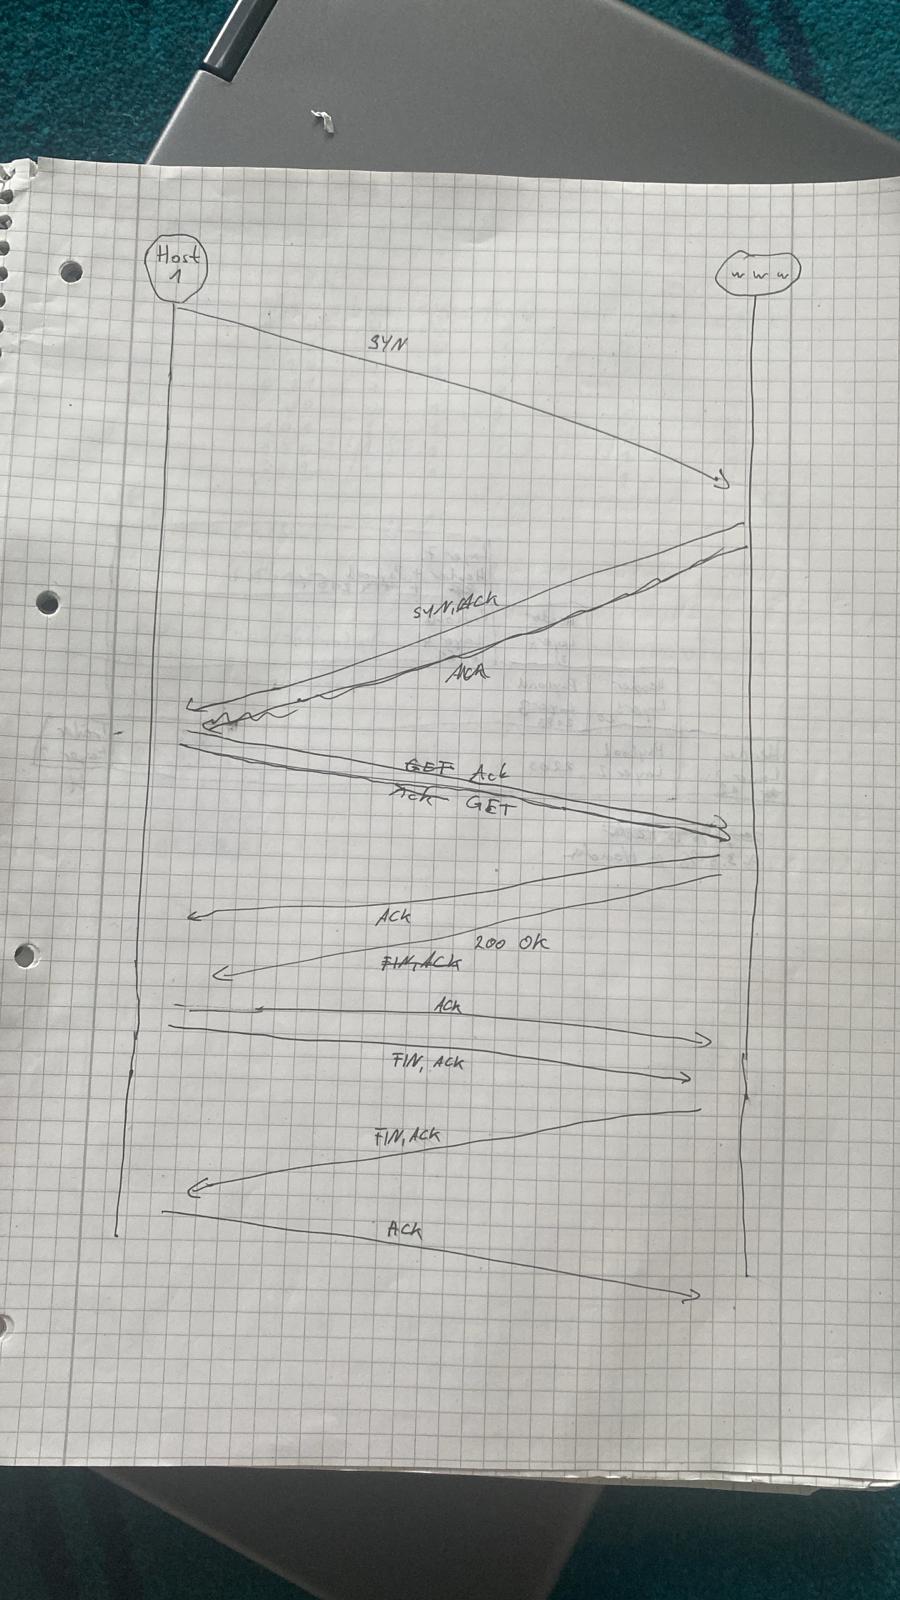 Host
1
www
SYN
SYN, ACK
ACK
GET Ack
Ack GET
ACK
200 OK
FIN, ACK
ACK
FIN, ACK
FIN, ACK
ACK